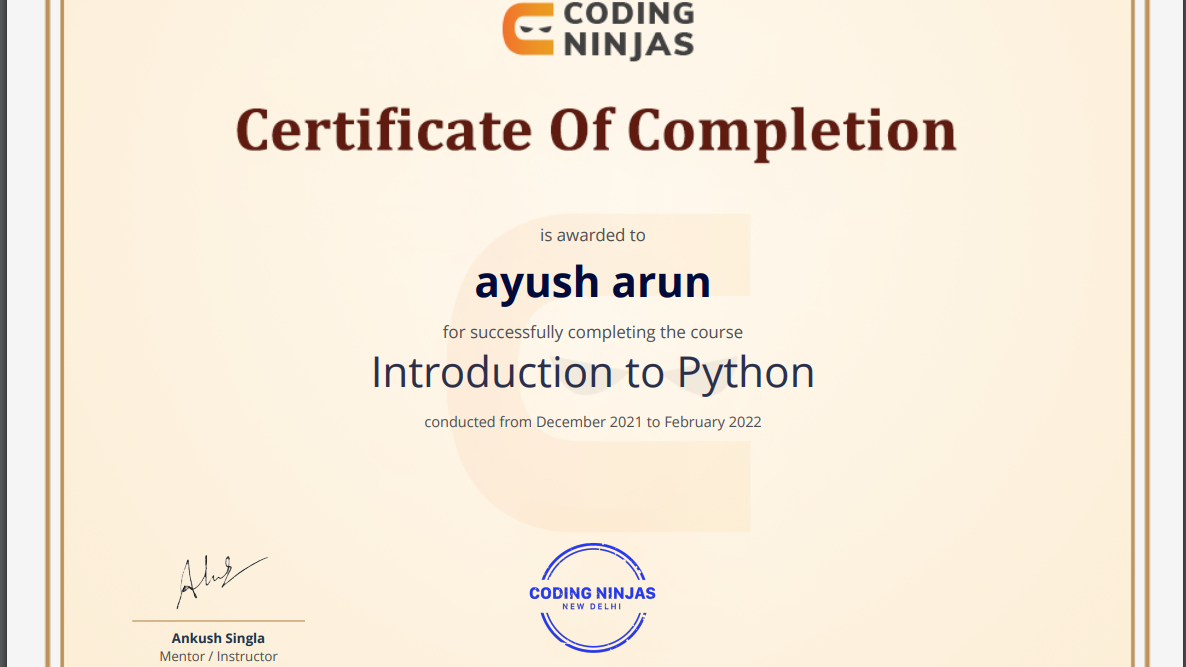 CODING
NINJAS
Certificate Of Completion
is awarded to
ayush arun
for successfully completing the course
Introduction to Python
conducted from December 2021 to February 2022
CODING NINJAS
NEW DELHI
Ankush Singla
Mentor / Instructor